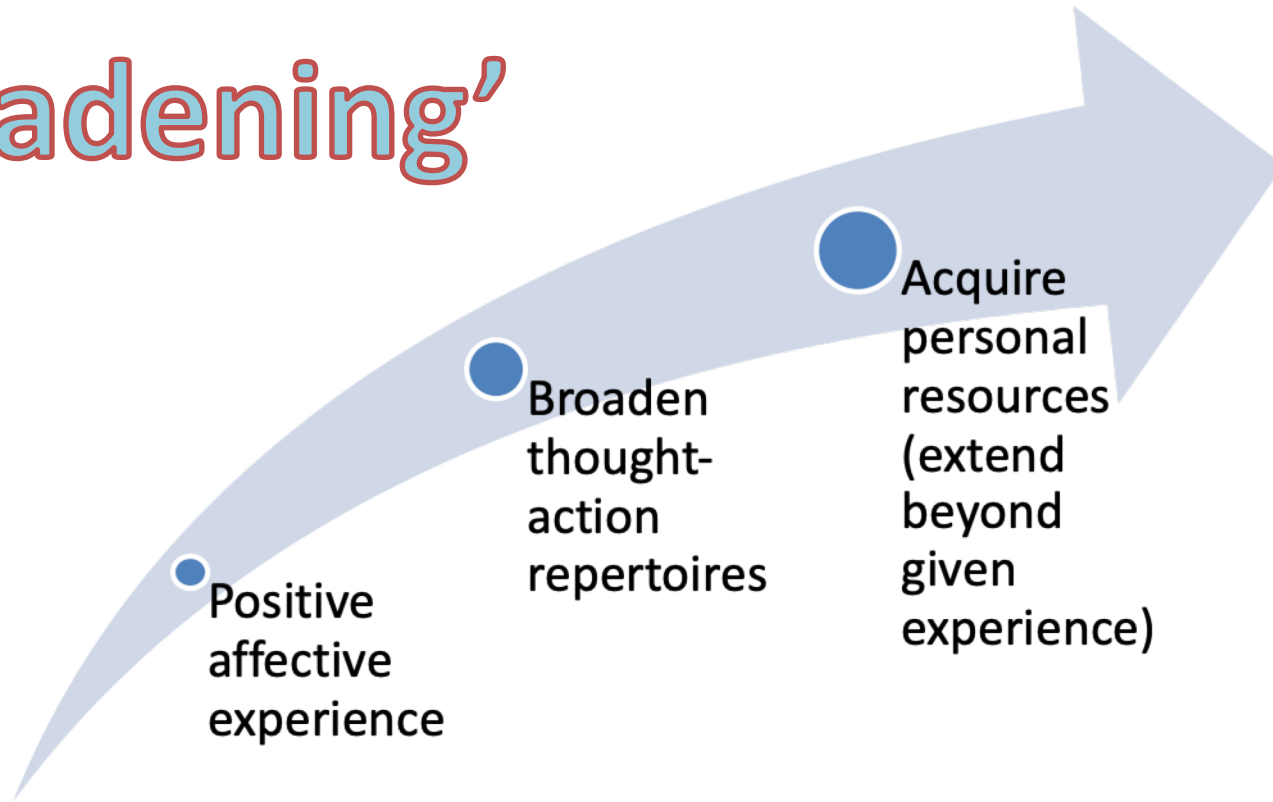 adening’
Positive
affective
experience
Broaden
thought-
action
repertoires
Acquire
personal
resources
(extend
beyond
given
experience)